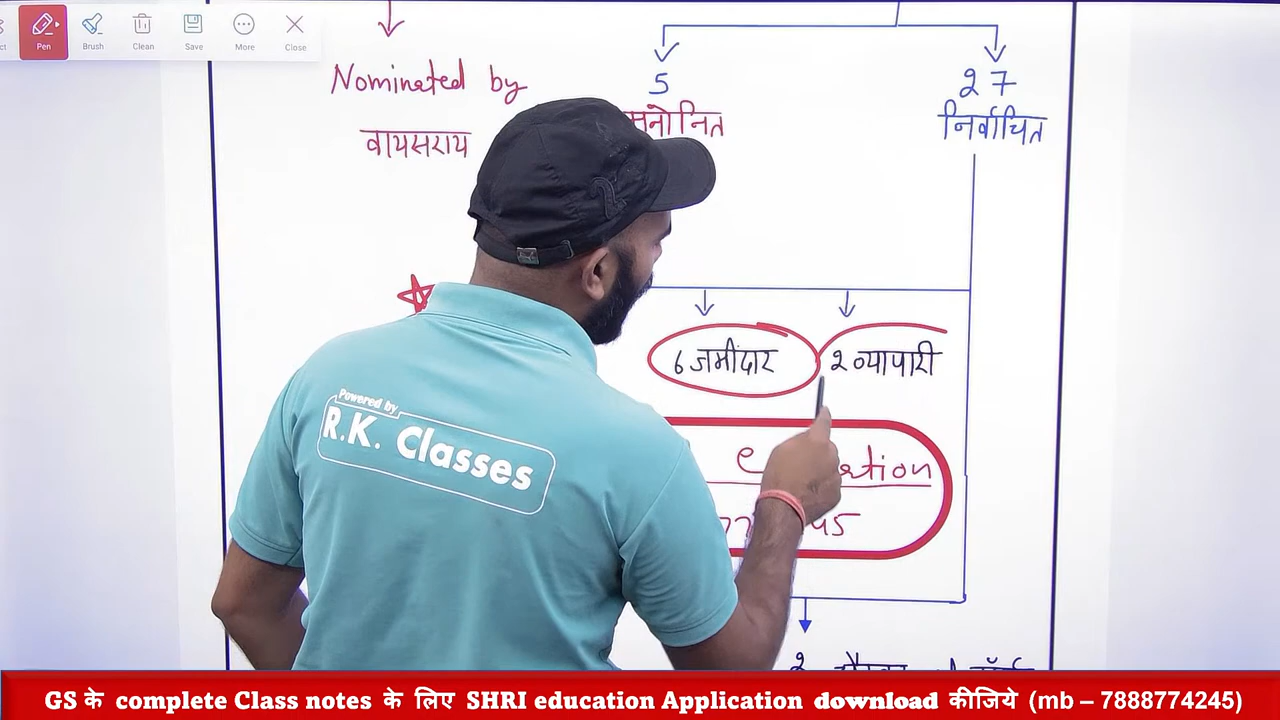 Pen
Brush
Clean
Save
More
Close
Nominated by
वायसराय
5
मनोनित
27
निर्वाचित
6 जमींदार
2 व्यापारी
Powered by
R.K. Classes
45
GS के complete Class notes के लिए SHRI education Application download कीजिये (mb – 7888774245)